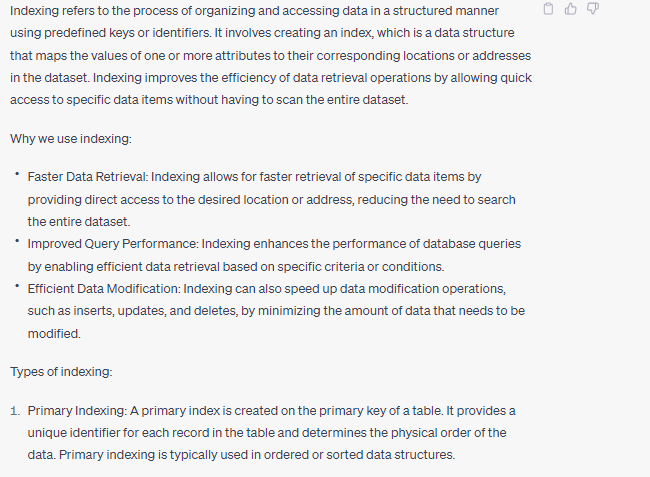 Indexing refers to the process of organizing and accessing data in a structured manner
using predefined keys or identifiers. It involves creating an index, which is a data structure
that maps the values of one or more attributes to their corresponding locations or addresses
in the dataset. Indexing improves the efficiency of data retrieval operations by allowing quick
access to specific data items without having to scan the entire dataset.
Why we use indexing:
• Faster Data Retrieval: Indexing allows for faster retrieval of specific data items by
providing direct access to the desired location or address, reducing the need to search
the entire dataset.
• Improved Query Performance: Indexing enhances the performance of database queries
by enabling efficient data retrieval based on specific criteria or conditions.
• Efficient Data Modification: Indexing can also speed up data modification operations,
such as inserts, updates, and deletes, by minimizing the amount of data that needs to be
modified.
Types of indexing:
1. Primary Indexing: A primary index is created on the primary key of a table. It provides a
unique identifier for each record in the table and determines the physical order of the
data. Primary indexing is typically used in ordered or sorted data structures.